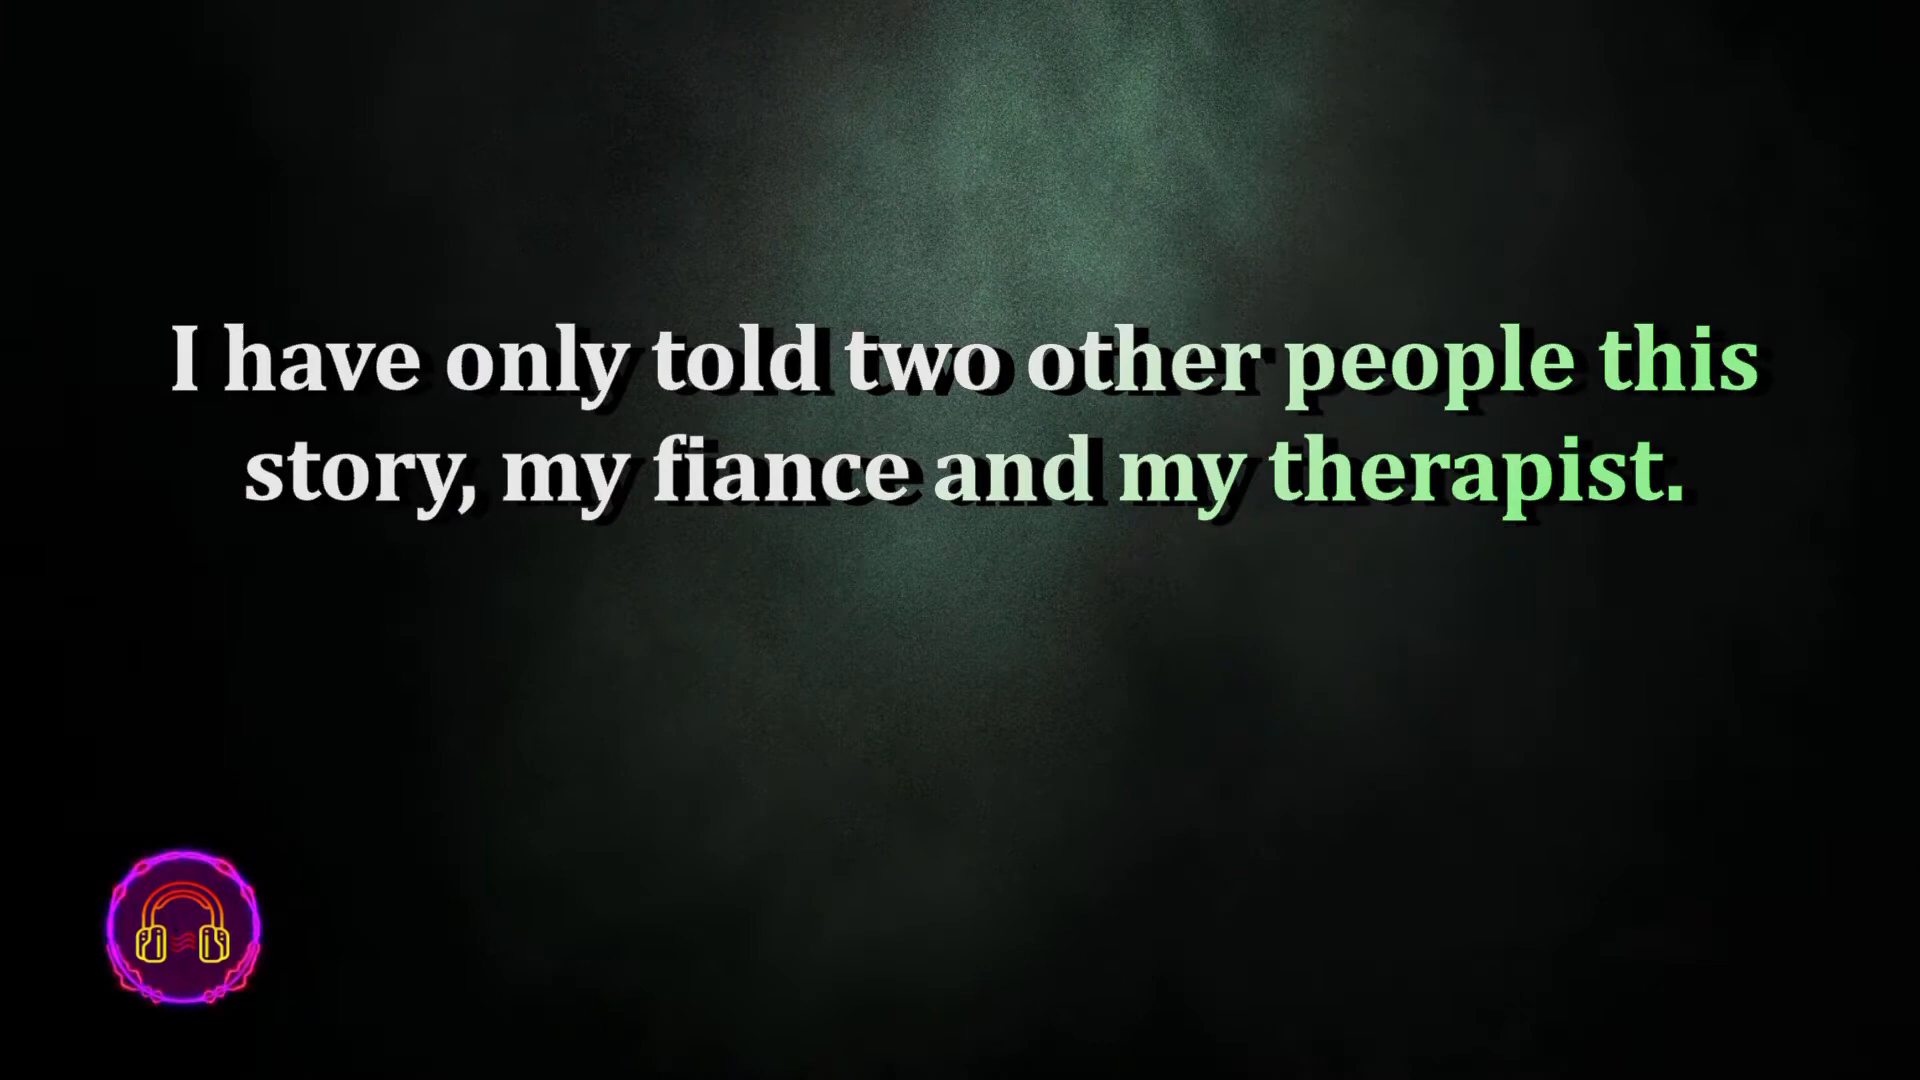 I have only told two other people this
story, my fiance and my therapist.